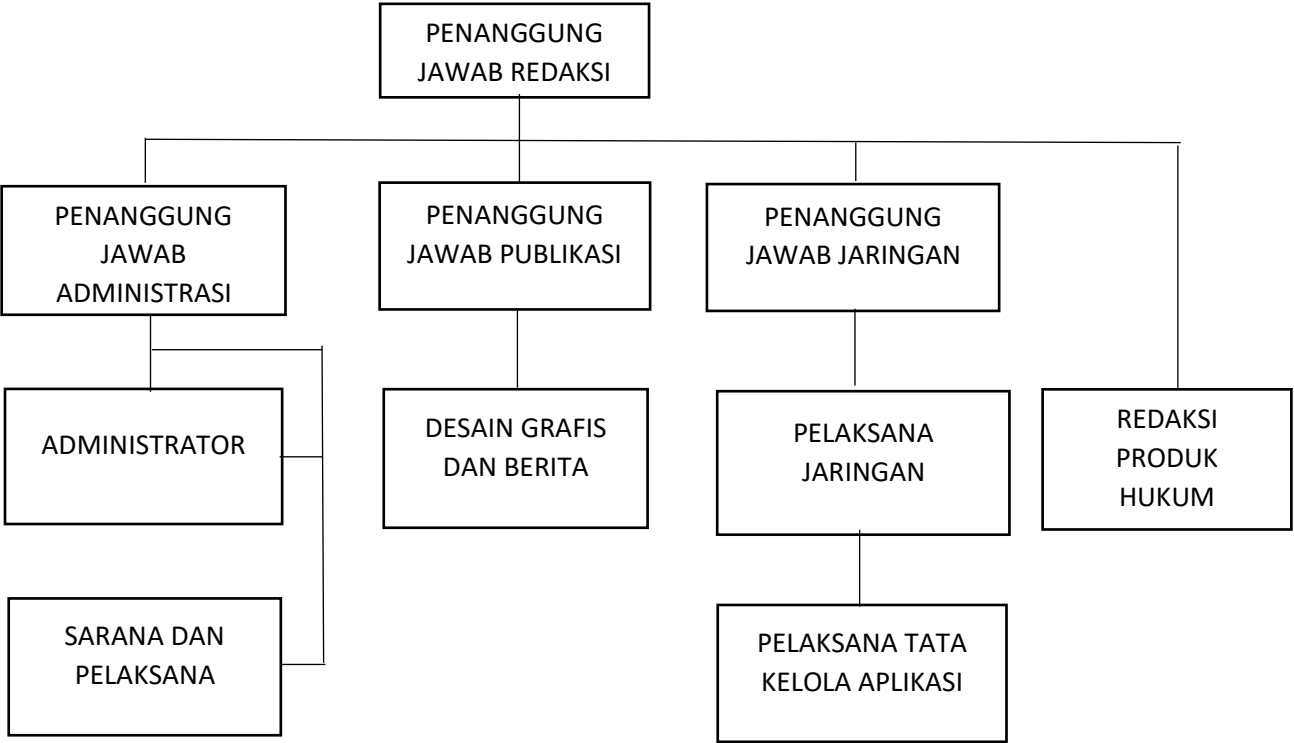 PENANGGUNG
JAWAB REDAKSI
PENANGGUNG
JAWAB
ADMINISTRASI
PENANGGUNG
JAWAB PUBLIKASI
PENANGGUNG
JAWAB JARINGAN
ADMINISTRATOR
DESAIN GRAFIS
DAN BERITA
PELAKSANA
JARINGAN
REDAKSI
PRODUK
HUKUM
SARANA DAN
PELAKSANA
PELAKSANA TATA
KELOLA APLIKASI